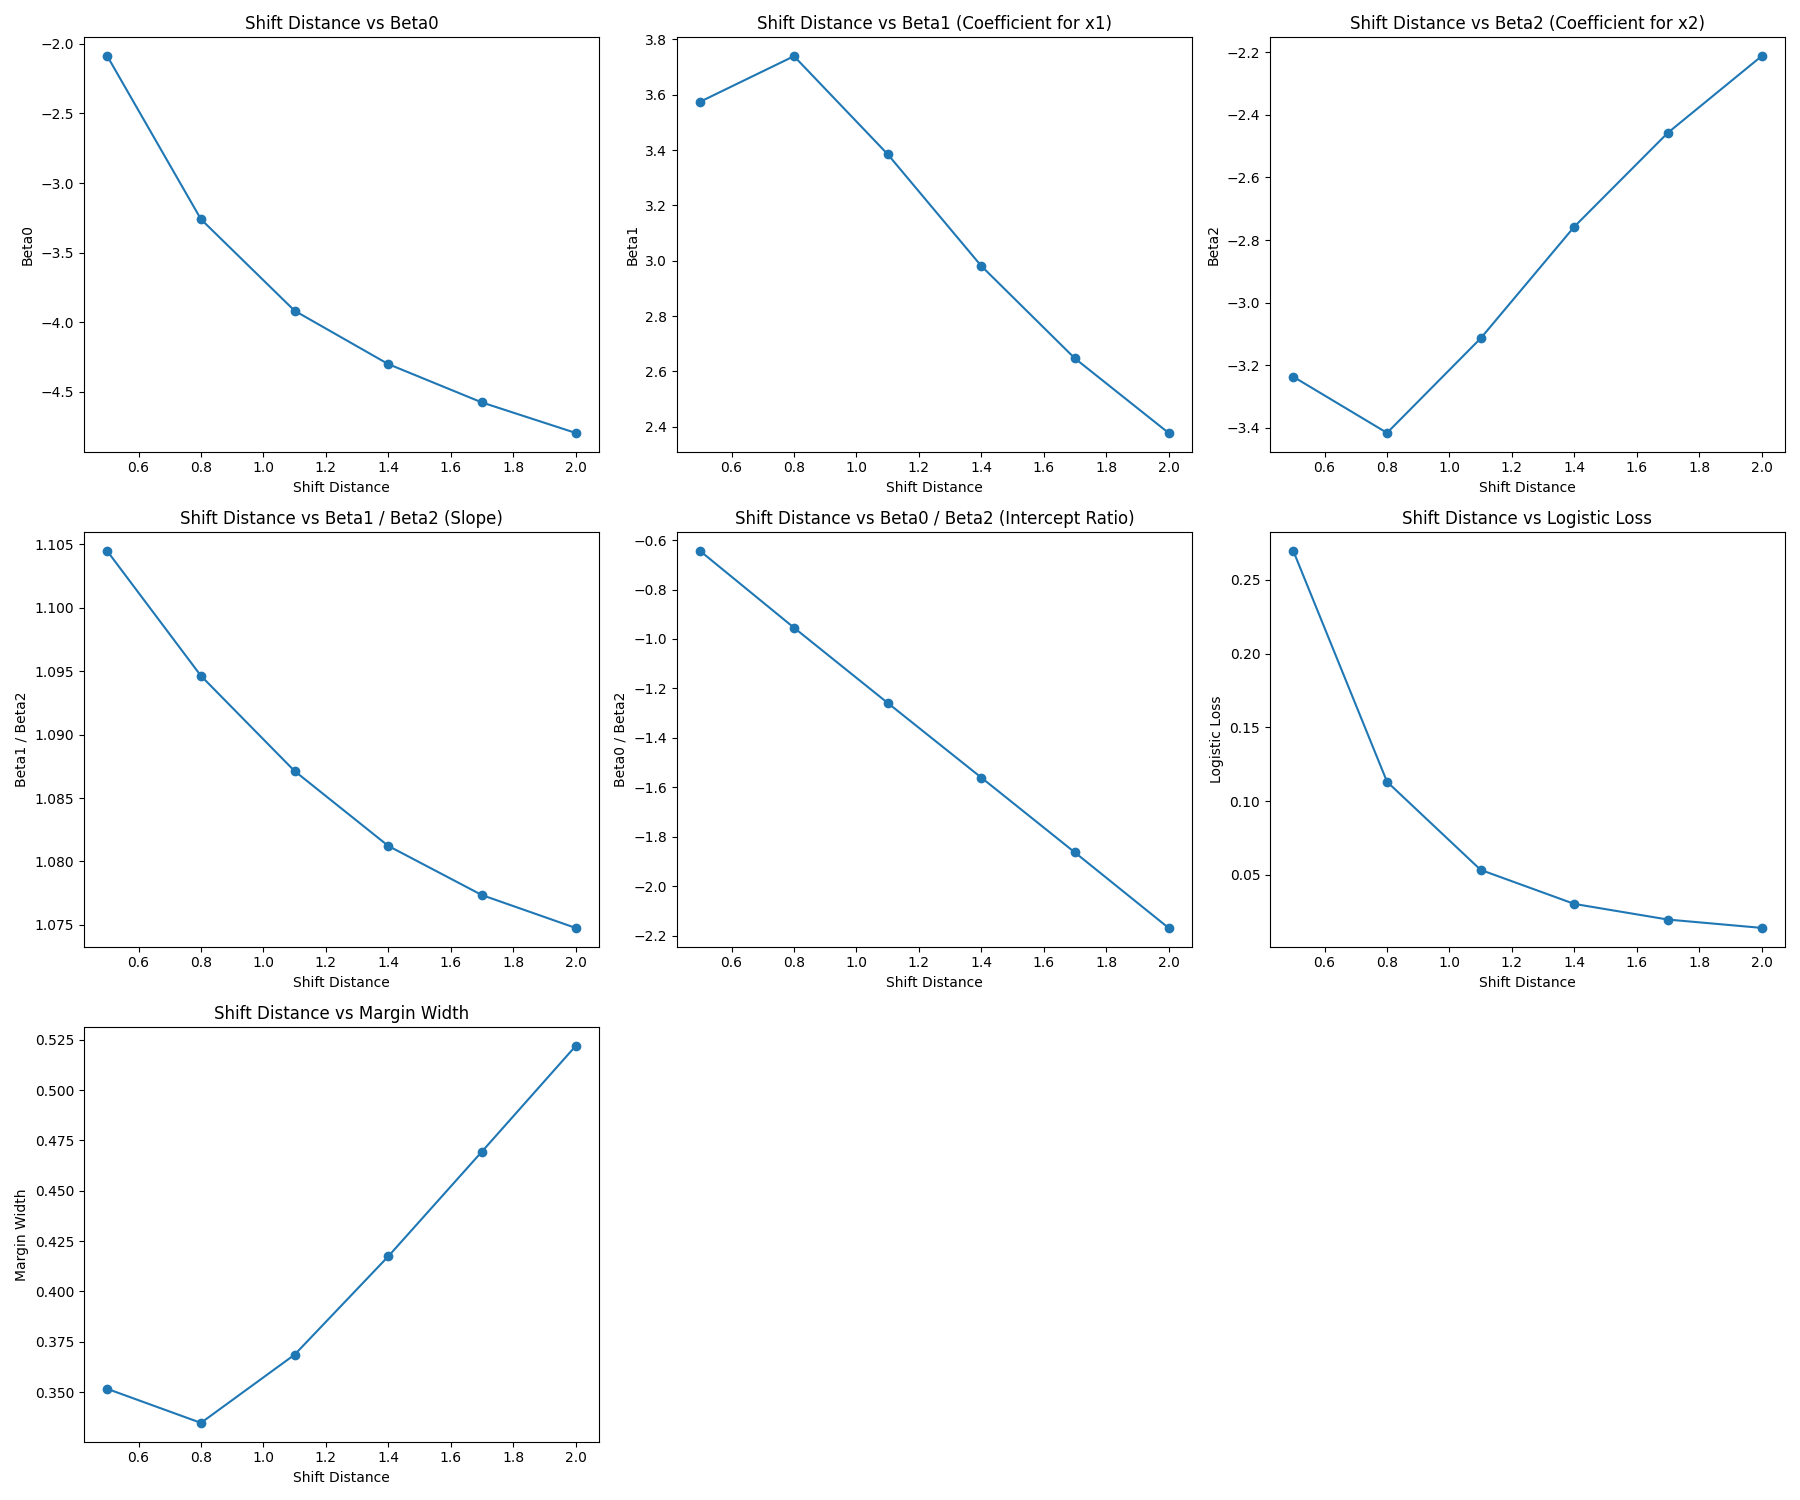 Shift Distance vs Beta0
−2.0
−2.5
−3.0
−3.5
−4.0
−4.5
Beta0
0.6 0.8 1.0 1.2 1.4 1.6 1.8 2.0
Shift Distance
Shift Distance vs Beta1 (Coefficient for x1)
3.8
3.6
3.4
3.2
3.0
2.8
2.6
2.4
Beta1
0.6 0.8 1.0 1.2 1.4 1.6 1.8 2.0
Shift Distance
Shift Distance vs Beta2 (Coefficient for x2)
−2.2
−2.4
−2.6
−2.8
−3.0
−3.2
−3.4
Beta2
0.6 0.8 1.0 1.2 1.4 1.6 1.8 2.0
Shift Distance
Shift Distance vs Beta1 / Beta2 (Slope)
1.105
1.100
1.095
1.090
1.085
1.080
1.075
Beta1 / Beta2
0.6 0.8 1.0 1.2 1.4 1.6 1.8 2.0
Shift Distance
Shift Distance vs Beta0 / Beta2 (Intercept Ratio)
−0.6
−0.8
−1.0
−1.2
−1.4
−1.6
−1.8
−2.0
−2.2
Beta0 / Beta2
0.6 0.8 1.0 1.2 1.4 1.6 1.8 2.0
Shift Distance
Shift Distance vs Logistic Loss
0.25
0.20
0.15
0.10
0.05
Logistic Loss
0.6 0.8 1.0 1.2 1.4 1.6 1.8 2.0
Shift Distance
Shift Distance vs Margin Width
0.525
0.500
0.475
0.450
0.425
0.400
0.375
0.350
Margin Width
0.6 0.8 1.0 1.2 1.4 1.6 1.8 2.0
Shift Distance